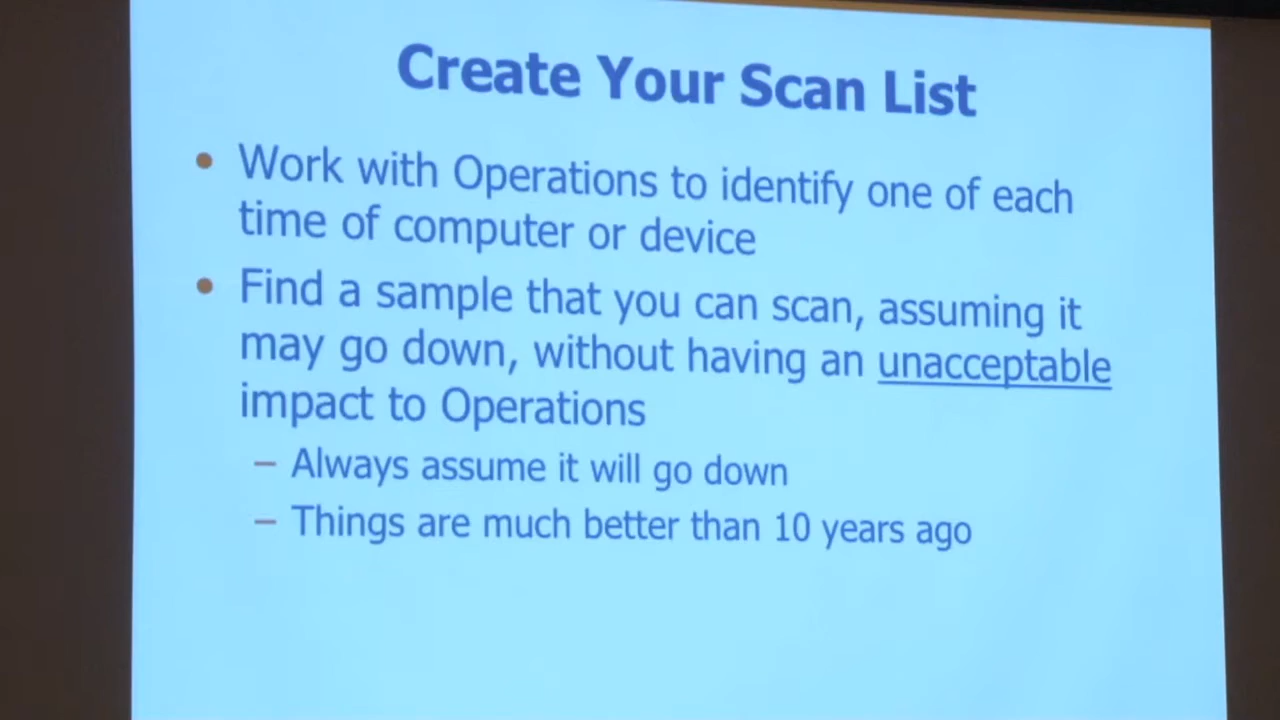 Create Your Scan List
• Work with Operations to identify one of each
time of computer or device
• Find a sample that you can scan, assuming it
may go down, without having an unacceptable
impact to Operations
– Always assume it will go down
– Things are much better than 10 years ago